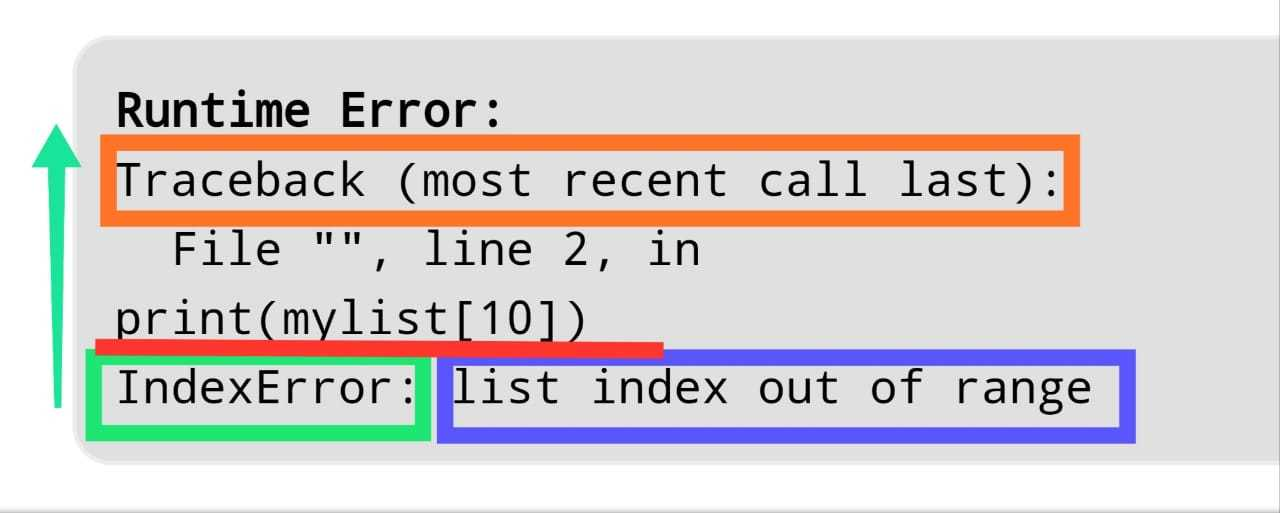 Runtime Error:
Traceback (most recent call last):
File "", line 2, in
print(mylist[10])
IndexError: list index out of range